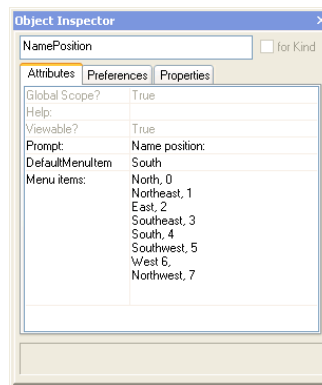 Object Inspector
NamePosition for Kind
Attributes Preferences Properties
Global Scope? True
Help:
Viewable? True
Prompt: Name position:
DefaultMenuItem South
Menu items: North, 0
Northeast, 1
East, 2
Southeast, 3
South, 4
Southwest, 5
West 6,
Northwest, 7